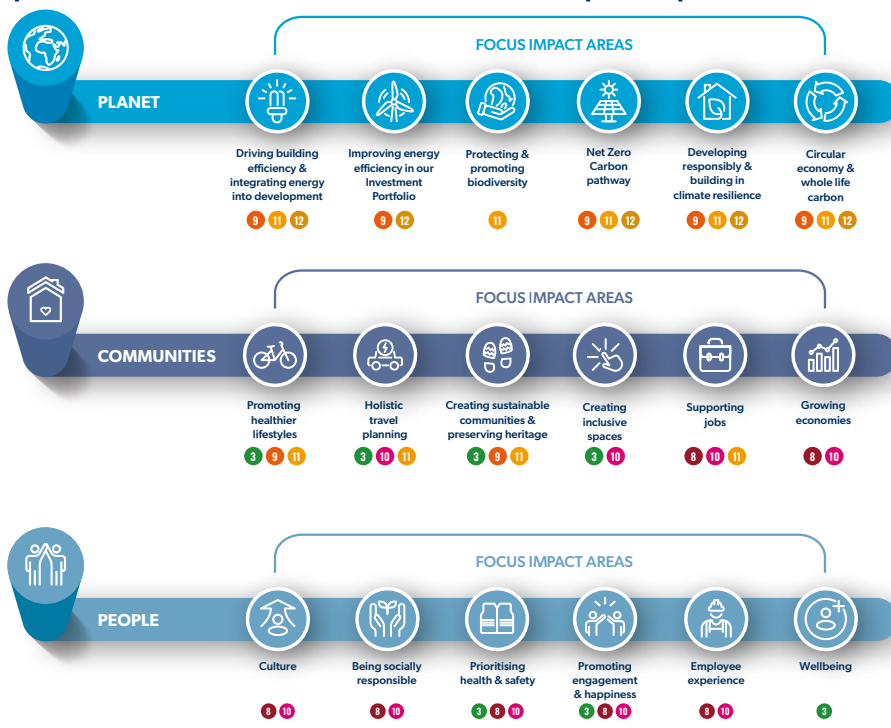 FOCUS IMPACT AREAS
PLANET
Driving building
efficiency &
integrating energy
into development
9 11 12
Improving energy
efficiency in our
Investment
Portfolio
9 12
Protecting &
promoting
biodiversity
11
Net Zero
Carbon
pathway
9 11 12
Developing
responsibly &
building in
climate resilience
9 11 12
Circular
economy &
whole life
carbon
9 11 12
FOCUS IMPACT AREAS
COMMUNITIES
Promoting
healthier
lifestyles
3 9 11
Holistic
travel
planning
3 10 11
Creating sustainable
communities &
preserving heritage
3 9 11
Creating
inclusive
spaces
3 10
Supporting
jobs
8 10 11
Growing
economies
8 10
FOCUS IMPACT AREAS
PEOPLE
Culture
8 10
Being socially
responsible
8 10
Prioritising
health & safety
3 8 10
Promoting
engagement
& happiness
3 8 10
Employee
experience
8 10
Wellbeing
3